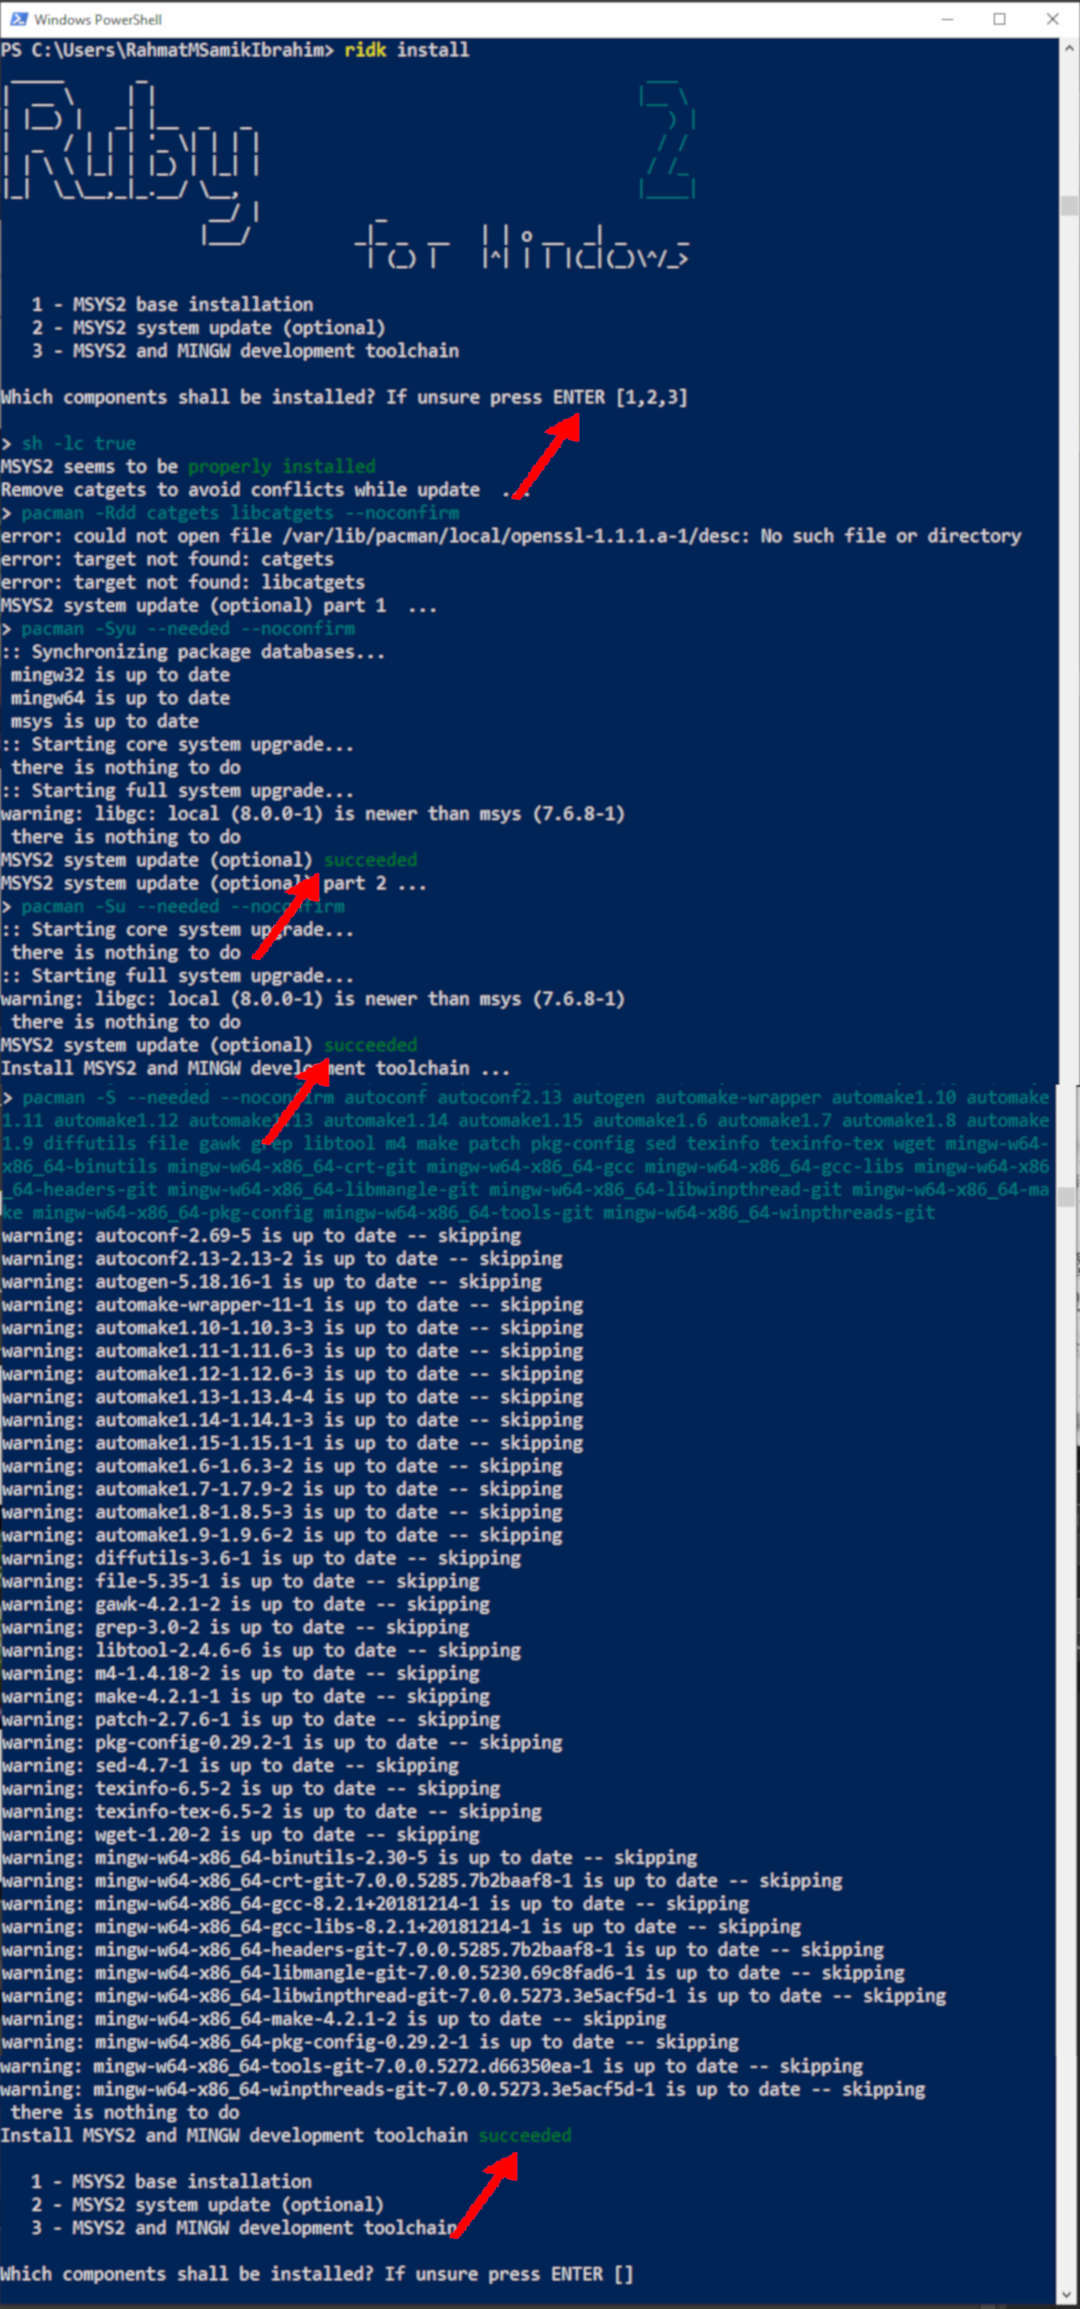 Windows PowerShell
PS C:\Users\RahmatMSamikIbrahim> ridk install
Ruby 2
for Windows
1 - MSYS2 base installation
2 - MSYS2 system update (optional)
3 - MSYS2 and MINGW development toolchain
Which components shall be installed? If unsure press ENTER [1,2,3]
> sh -lc true
MSYS2 seems to be properly installed
Remove catgets to avoid conflicts while update ...
> pacman -Rdd catgets libcatgets --noconfirm
error: could not open file /var/lib/pacman/local/openssl-1.1.1.a-1/desc: No such file or directory
error: target not found: catgets
error: target not found: libcatgets
MSYS2 system update (optional) part 1 ...
> pacman -Syu --needed --noconfirm
:: Synchronizing package databases...
mingw32 is up to date
mingw64 is up to date
msys is up to date
:: Starting core system upgrade...
there is nothing to do
:: Starting full system upgrade...
warning: libgc: local (8.0.0-1) is newer than msys (7.6.8-1)
there is nothing to do
MSYS2 system update (optional) succeeded
MSYS2 system update (optional) part 2 ...
> pacman -Su --needed --noconfirm
:: Starting core system upgrade...
there is nothing to do
:: Starting full system upgrade...
warning: libgc: local (8.0.0-1) is newer than msys (7.6.8-1)
there is nothing to do
MSYS2 system update (optional) succeeded
Install MSYS2 and MINGW development toolchain ...
> pacman -S --needed --noconfirm autoconf autoconf2.13 autogen automake-wrapper automake1.10 automake
1.11 automake1.12 automake1.13 automake1.14 automake1.15 automake1.6 automake1.7 automake1.8 automake
1.9 diffutils file gawk grep libtool m4 make patch pkg-config sed texinfo texinfo-tex wget mingw-w64-
x86_64-binutils mingw-w64-x86_64-crt-git mingw-w64-x86_64-gcc mingw-w64-x86_64-gcc-libs mingw-w64-x86
_64-headers-git mingw-w64-x86_64-libmangle-git mingw-w64-x86_64-libwinpthread-git mingw-w64-x86_64-ma
ke mingw-w64-x86_64-pkg-config mingw-w64-x86_64-tools-git mingw-w64-x86_64-winpthreads-git
warning: autoconf-2.69-5 is up to date -- skipping
warning: autoconf2.13-2.13-2 is up to date -- skipping
warning: autogen-5.18.16-1 is up to date -- skipping
warning: automake-wrapper-11-1 is up to date -- skipping
warning: automake1.10-1.10.3-3 is up to date -- skipping
warning: automake1.11-1.11.6-3 is up to date -- skipping
warning: automake1.12-1.12.6-3 is up to date -- skipping
warning: automake1.13-1.13.4-4 is up to date -- skipping
warning: automake1.14-1.14.1-3 is up to date -- skipping
warning: automake1.15-1.15.1-1 is up to date -- skipping
warning: automake1.6-1.6.3-2 is up to date -- skipping
warning: automake1.7-1.7.9-2 is up to date -- skipping
warning: automake1.8-1.8.5-3 is up to date -- skipping
warning: automake1.9-1.9.6-2 is up to date -- skipping
warning: diffutils-3.6-1 is up to date -- skipping
warning: file-5.35-1 is up to date -- skipping
warning: gawk-4.2.1-2 is up to date -- skipping
warning: grep-3.0-2 is up to date -- skipping
warning: libtool-2.4.6-6 is up to date -- skipping
warning: m4-1.4.18-2 is up to date -- skipping
warning: make-4.2.1-1 is up to date -- skipping
warning: patch-2.7.6-1 is up to date -- skipping
warning: pkg-config-0.29.2-1 is up to date -- skipping
warning: sed-4.7-1 is up to date -- skipping
warning: texinfo-6.5-2 is up to date -- skipping
warning: texinfo-tex-6.5-2 is up to date -- skipping
warning: wget-1.20-2 is up to date -- skipping
warning: mingw-w64-x86_64-binutils-2.30-5 is up to date -- skipping
warning: mingw-w64-x86_64-crt-git-7.0.0.5285.7b2baaf8-1 is up to date -- skipping
warning: mingw-w64-x86_64-gcc-8.2.1+20181214-1 is up to date -- skipping
warning: mingw-w64-x86_64-gcc-libs-8.2.1+20181214-1 is up to date -- skipping
warning: mingw-w64-x86_64-headers-git-7.0.0.5285.7b2baaf8-1 is up to date -- skipping
warning: mingw-w64-x86_64-libmangle-git-7.0.0.5230.69c8fad6-1 is up to date -- skipping
warning: mingw-w64-x86_64-libwinpthread-git-7.0.0.5273.3e5acf5d-1 is up to date -- skipping
warning: mingw-w64-x86_64-make-4.2.1-2 is up to date -- skipping
warning: mingw-w64-x86_64-pkg-config-0.29.2-1 is up to date -- skipping
warning: mingw-w64-x86_64-tools-git-7.0.0.5272.d66350ea-1 is up to date -- skipping
warning: mingw-w64-x86_64-winpthreads-git-7.0.0.5273.3e5acf5d-1 is up to date -- skipping
there is nothing to do
Install MSYS2 and MINGW development toolchain succeeded
1 - MSYS2 base installation
2 - MSYS2 system update (optional)
3 - MSYS2 and MINGW development toolchain
Which components shall be installed? If unsure press ENTER []